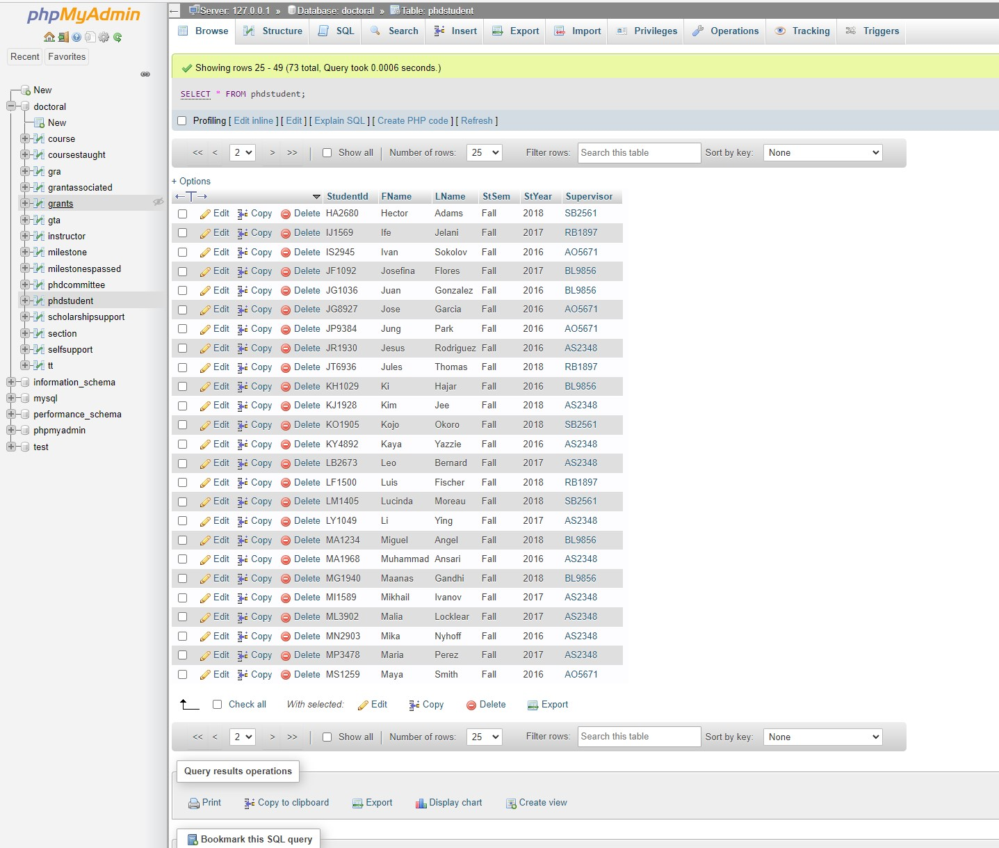 phpMyAdmin
Recent Favorites
New
doctoral
New
course
coursestaught
gra
grantassociated
grants
gta
instructor
milestone
milestonespassed
phdcommittee
phdstudent
scholarshipsupport
section
selfsupport
tt
information_schema
mysql
performance_schema
phpmyadmin
test
Server: 127.0.0.1 » Database: doctoral » Table: phdstudent
Browse Structure SQL Search Insert Export Import Privileges Operations Tracking Triggers
Showing rows 25 - 49 (73 total, Query took 0.0006 seconds.)
SELECT * FROM phdstudent;
Profiling [ Edit inline ] [ Edit ] [ Explain SQL ] [ Create PHP code ] [ Refresh ]
<< < 2 > >> Show all Number of rows: 25 Filter rows: Search this table Sort by key: None
+ Options
←T→ StudentId FName LName StSem StYear Supervisor
Edit Copy Delete HA2680 Hector Adams Fall 2018 SB2561
Edit Copy Delete IJ1569 Ife Jelani Fall 2017 RB1897
Edit Copy Delete IS2945 Ivan Sokolov Fall 2016 AO5671
Edit Copy Delete JF1092 Josefina Flores Fall 2017 BL9856
Edit Copy Delete JG1036 Juan Gonzalez Fall 2016 BL9856
Edit Copy Delete JG8927 Jose Garcia Fall 2016 AO5671
Edit Copy Delete JP9384 Jung Park Fall 2016 AO5671
Edit Copy Delete JR1930 Jesus Rodriguez Fall 2016 AS2348
Edit Copy Delete JT6936 Jules Thomas Fall 2018 RB1897
Edit Copy Delete KH1029 Ki Hajar Fall 2016 BL9856
Edit Copy Delete KJ1928 Kim Jee Fall 2018 AS2348
Edit Copy Delete KO1905 Kojo Okoro Fall 2018 SB2561
Edit Copy Delete KY4892 Kaya Yazzie Fall 2016 AS2348
Edit Copy Delete LB2673 Leo Bernard Fall 2017 AS2348
Edit Copy Delete LF1500 Luis Fischer Fall 2018 RB1897
Edit Copy Delete LM1405 Lucinda Moreau Fall 2018 SB2561
Edit Copy Delete LY1049 Li Ying Fall 2017 AS2348
Edit Copy Delete MA1234 Miguel Angel Fall 2018 BL9856
Edit Copy Delete MA1968 Muhammad Ansari Fall 2016 AS2348
Edit Copy Delete MG1940 Maanas Gandhi Fall 2018 BL9856
Edit Copy Delete MI1589 Mikhail Ivanov Fall 2017 AS2348
Edit Copy Delete ML3902 Malia Locklear Fall 2017 AS2348
Edit Copy Delete MN2903 Mika Nyhoff Fall 2016 AS2348
Edit Copy Delete MP3478 Maria Perez Fall 2017 AS2348
Edit Copy Delete MS1259 Maya Smith Fall 2016 AO5671
Check all With selected: Edit Copy Delete Export
<< < 2 > >> Show all Number of rows: 25 Filter rows: Search this table Sort by key: None
Query results operations
Print Copy to clipboard Export Display chart Create view
Bookmark this SQL query